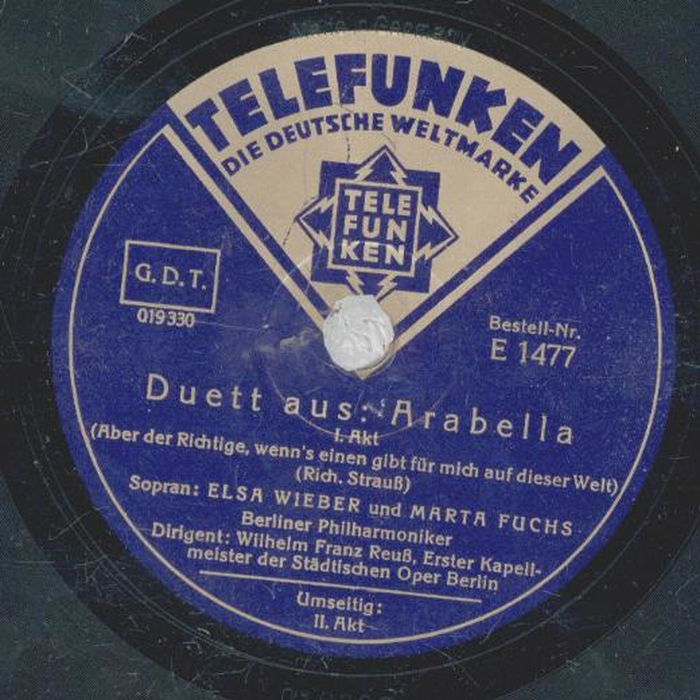 Made in Germany
TELEFUNKEN
DIE DEUTSCHE WELTMARKE
TELE
FUN
KEN
G. D. T.
019330
Bestell-Nr.
E 1477
Duett aus: Arabella
I. Akt
(Aber der Richtige, wenn's einen gibt für mich auf dieser Welt)
(Rich. Strauß)
Sopran: ELSA WIEBER und MARTA FUCHS
Berliner Philharmoniker
Dirigent: Wilhelm Franz Reuß, Erster Kapell-
meister der Städtischen Oper Berlin
Umseitig:
II. Akt